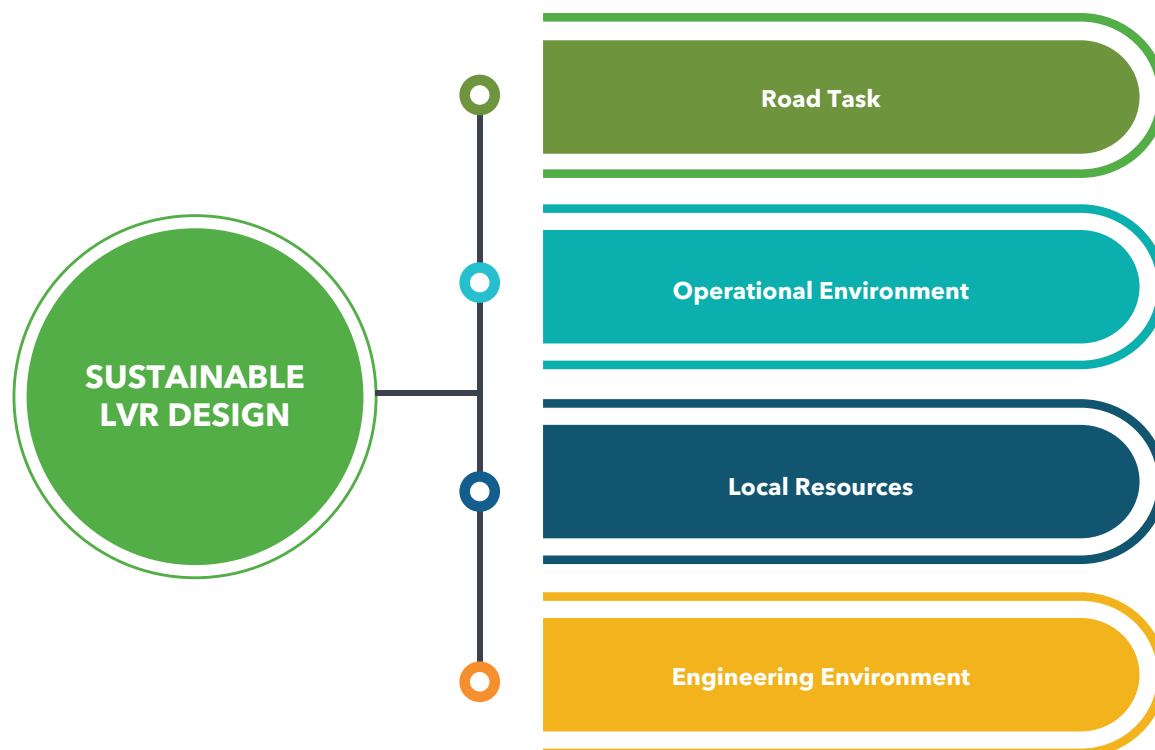 SUSTAINABLE
LVR DESIGN
Road Task
Operational Environment
Local Resources
Engineering Environment